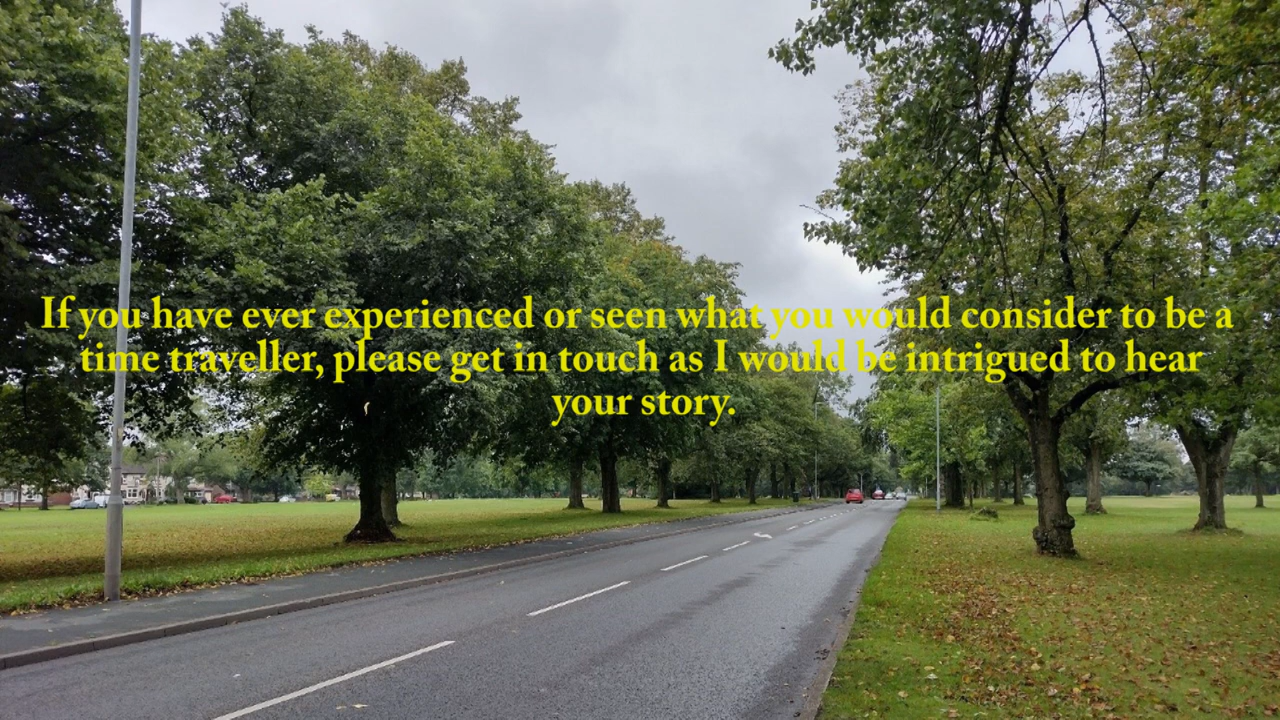 If you have ever experienced or seen what you would consider to be a
time traveller, please get in touch as I would be intrigued to hear
your story.